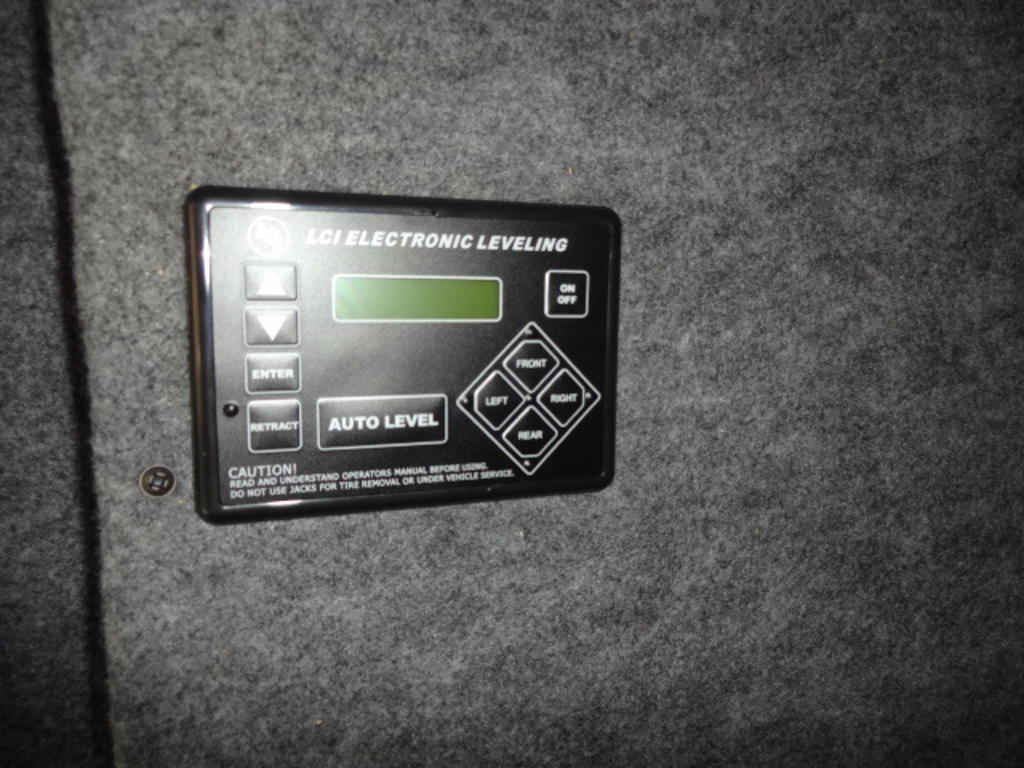 LCI ELECTRONIC LEVELING
ON
OFF
FRONT
ENTER
LEFT
RIGHT
RETRACT
AUTO LEVEL
REAR
CAUTION!
READ AND UNDERSTAND OPERATORS MANUAL BEFORE USING.
DO NOT USE JACKS FOR TIRE REMOVAL OR UNDER VEHICLE SERVICE.